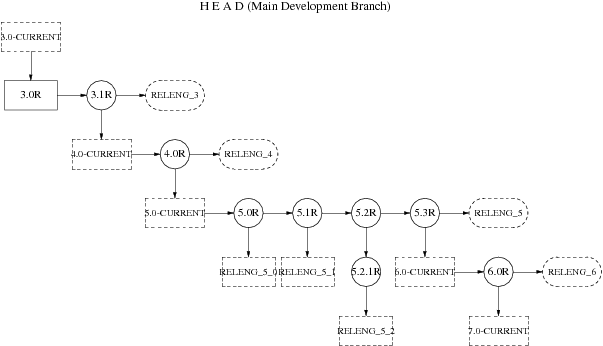 H E A D (Main Development Branch)
3.0-CURRENT
3.0R
3.1R
RELENG_3
4.0-CURRENT
4.0R
RELENG_4
5.0-CURRENT
5.0R
5.1R
5.2R
5.3R
RELENG_5
RELENG_5_0
RELENG_5_1
5.2.1R
6.0-CURRENT
6.0R
RELENG_6
RELENG_5_2
7.0-CURRENT